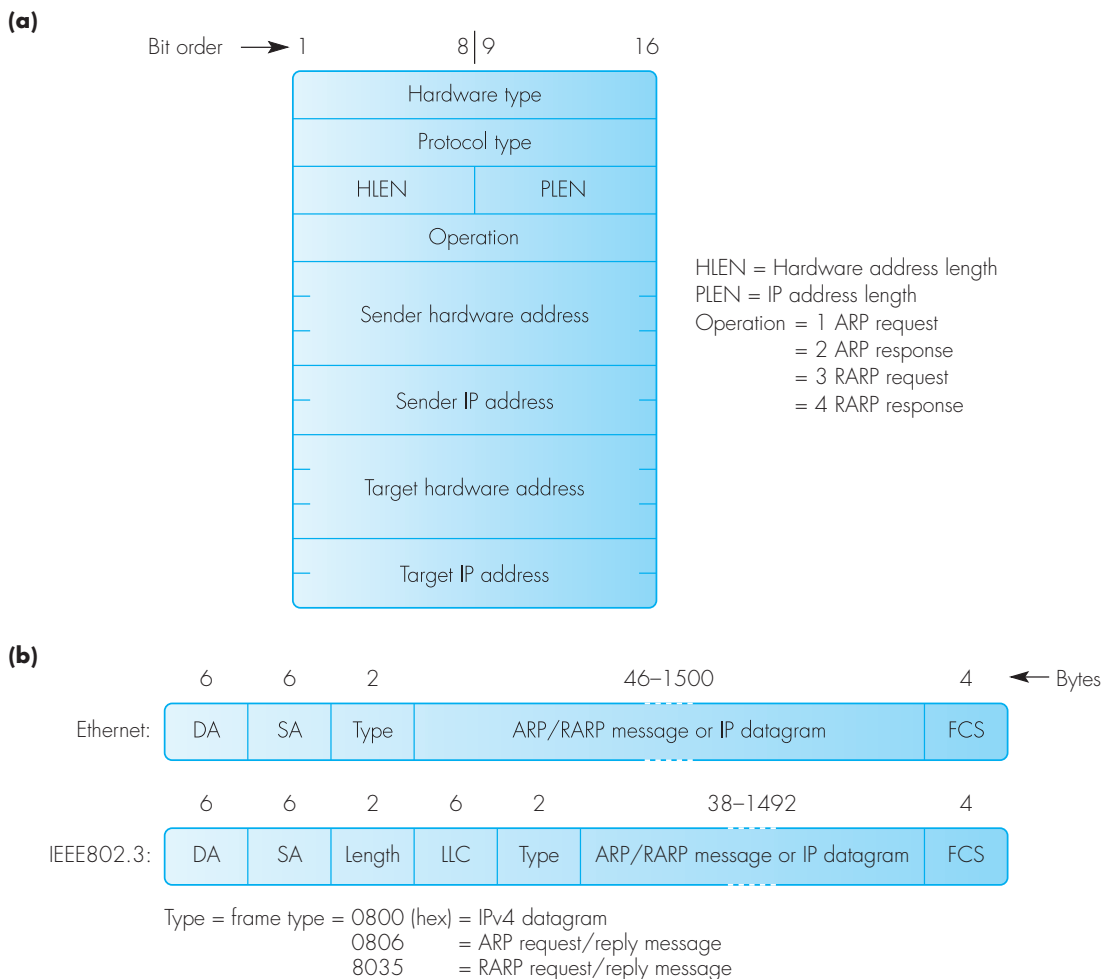 (a)
Bit order 1 8 9 16
Hardware type
Protocol type
HLEN PLEN
Operation
Sender hardware address
Sender IP address
Target hardware address
Target IP address
HLEN = Hardware address length
PLEN = IP address length
Operation = 1 ARP request
= 2 ARP response
= 3 RARP request
= 4 RARP response
(b)
6 6 2 46–1500 4 Bytes
Ethernet: DA SA Type ARP/RARP message or IP datagram FCS
6 6 2 6 2 38–1492 4
IEEE802.3: DA SA Length LLC Type ARP/RARP message or IP datagram FCS
Type = frame type = 0800 (hex) = IPv4 datagram
0806 = ARP request/reply message
8035 = RARP request/reply message